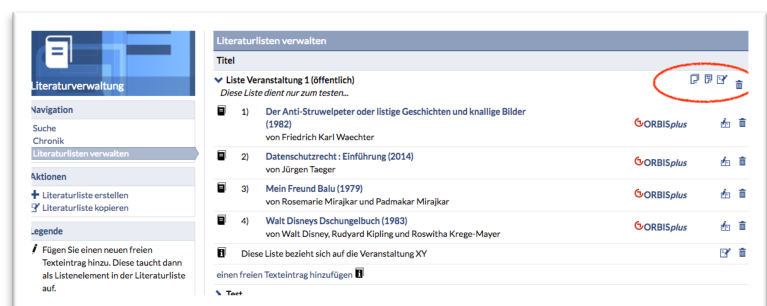 Literaturverwaltung
Navigation
Suche
Chronik
Literaturlisten verwalten
Aktionen
Literaturliste erstellen
Literaturliste kopieren
Legende
Fügen Sie einen neuen freien
Texteintrag hinzu. Diese taucht dann
als Listenelement in der Literaturliste
auf.
Literaturlisten verwalten
Titel
Liste Veranstaltung 1 (öffentlich)
Diese Liste dient nur zum testen...
1) Der Anti-Struwelpeter oder listige Geschichten und knallige Bilder
(1982)
von Friedrich Karl Waechter
ORBISplus
2) Datenschutzrecht : Einführung (2014)
von Jürgen Taeger
ORBISplus
3) Mein Freund Balu (1979)
von Rosemarie Mirajkar und Padmakar Mirajkar
ORBISplus
4) Walt Disneys Dschungelbuch (1983)
von Walt Disney, Rudyard Kipling und Roswitha Krege-Mayer
ORBISplus
Diese Liste bezieht sich auf die Veranstaltung XY
einen freien Texteintrag hinzufügen
Test